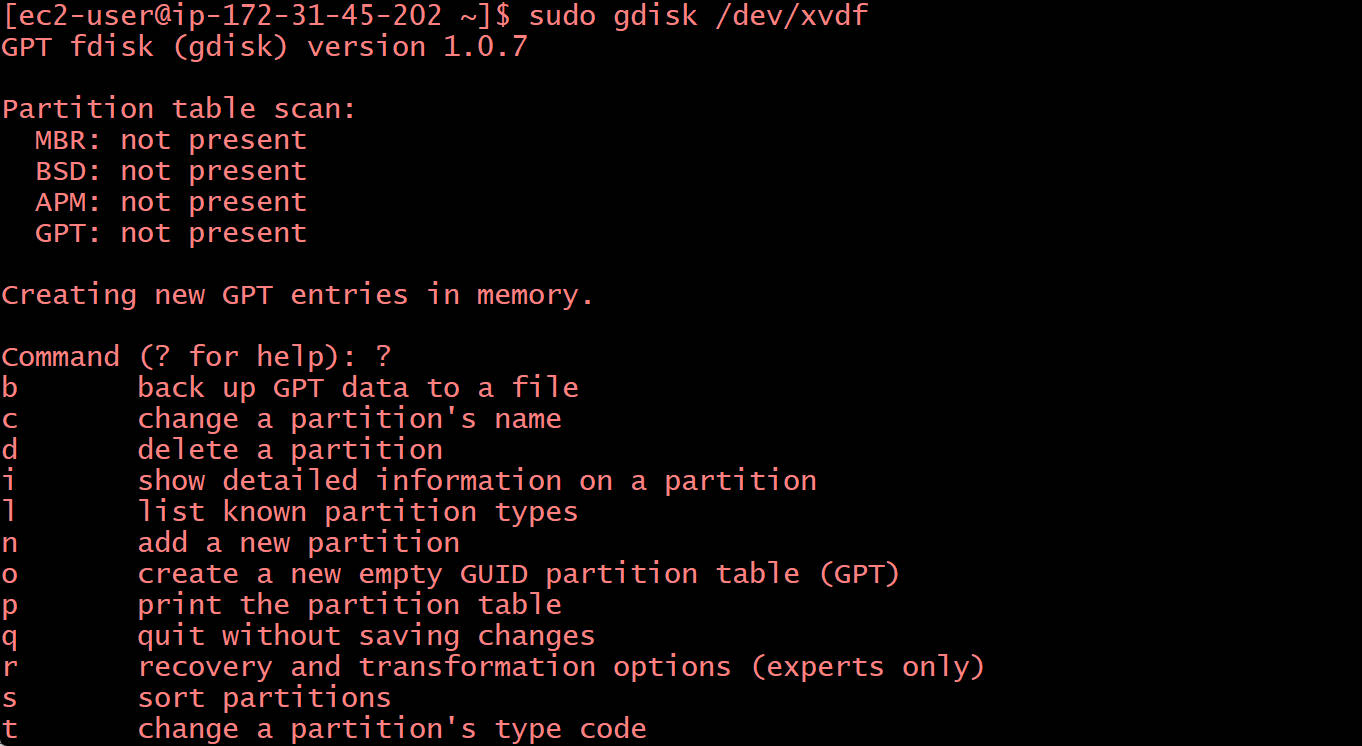 [ec2-user@ip-172-31-45-202 ~]$ sudo gdisk /dev/xvdf
GPT fdisk (gdisk) version 1.0.7

Partition table scan:
  MBR: not present
  BSD: not present
  APM: not present
  GPT: not present

Creating new GPT entries in memory.

Command (? for help): ?
b       back up GPT data to a file
c       change a partition's name
d       delete a partition
i       show detailed information on a partition
l       list known partition types
n       add a new partition
o       create a new empty GUID partition table (GPT)
p       print the partition table
q       quit without saving changes
r       recovery and transformation options (experts only)
s       sort partitions
t       change a partition's type code